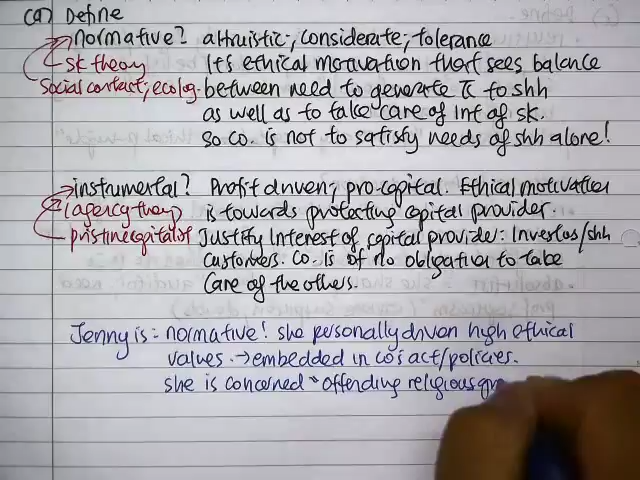 (a) Define
normative? altruistic; considerate; tolerance
sk theory It's ethical motivation that sees balance
Social contact; ecolog. between need to generate π to shh
as well as to take care of int of sk.
so co. is not to satisfy needs of shh alone!
instrumental? Profit driven; pro capital. Ethical motivation
(agency theory is towards protecting capital provider.
pristine capitalist Justify Interest of capital provider: Investos/shh
customers. Co. is of no obligation to take
care of the others.
Jenny is: normative! she personally driven high ethical
values. → embedded in co's act/policies.
she is concerned offending religious gr